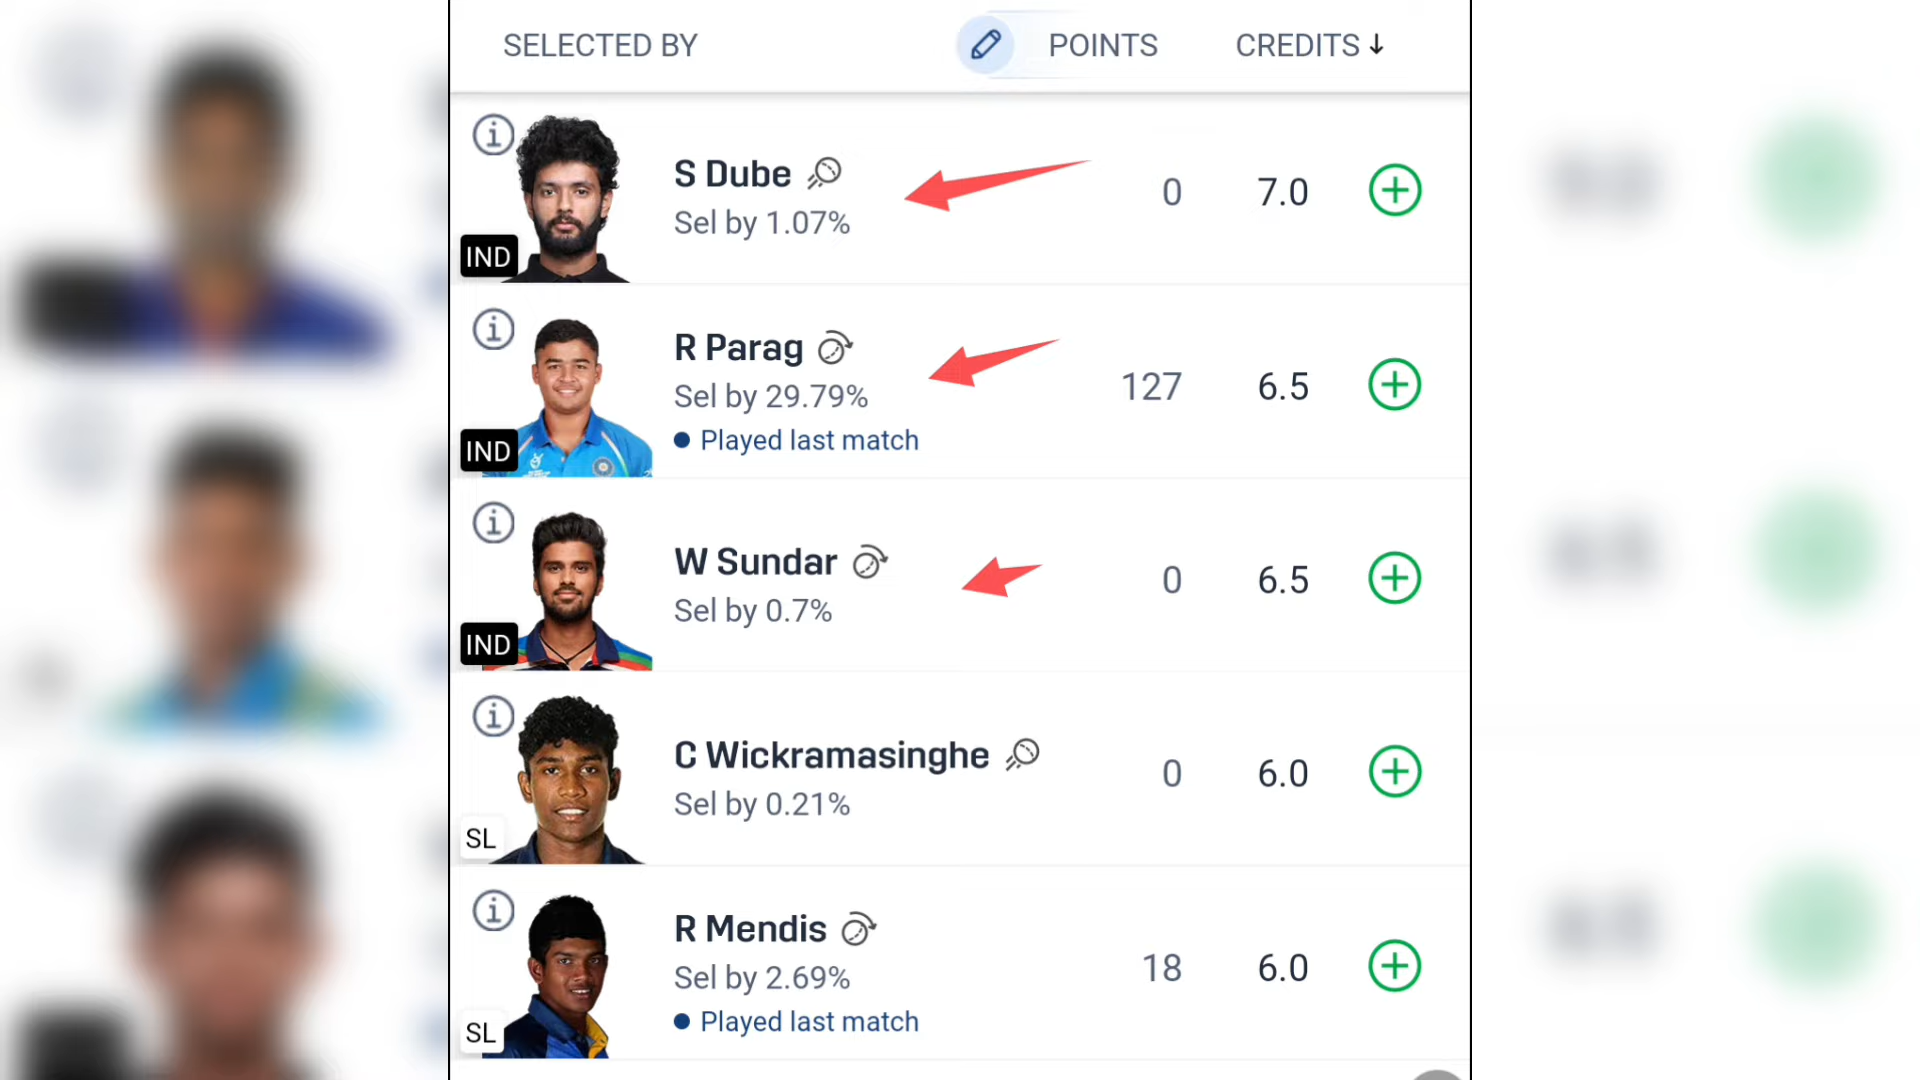 SELECTED BY POINTS CREDITS ↓
S Dube 0 7.0
Sel by 1.07%
IND
R Parag 127 6.5
Sel by 29.79%
Played last match
IND
W Sundar 0 6.5
Sel by 0.7%
IND
C Wickramasinghe 0 6.0
Sel by 0.21%
SL
R Mendis 18 6.0
Sel by 2.69%
Played last match
SL